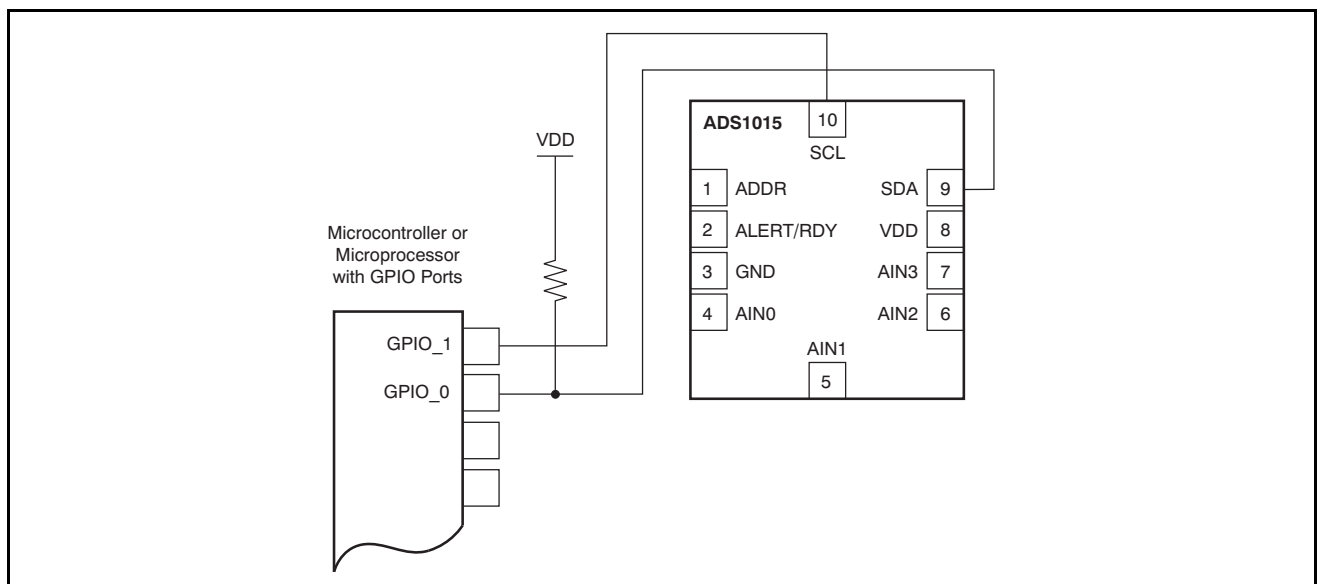 VDD
Microcontroller or
Microprocessor
with GPIO Ports
GPIO_1
GPIO_0
ADS1015
10
SCL
1 ADDR
SDA 9
2 ALERT/RDY
VDD 8
3 GND
AIN3 7
4 AIN0
AIN2 6
AIN1
5